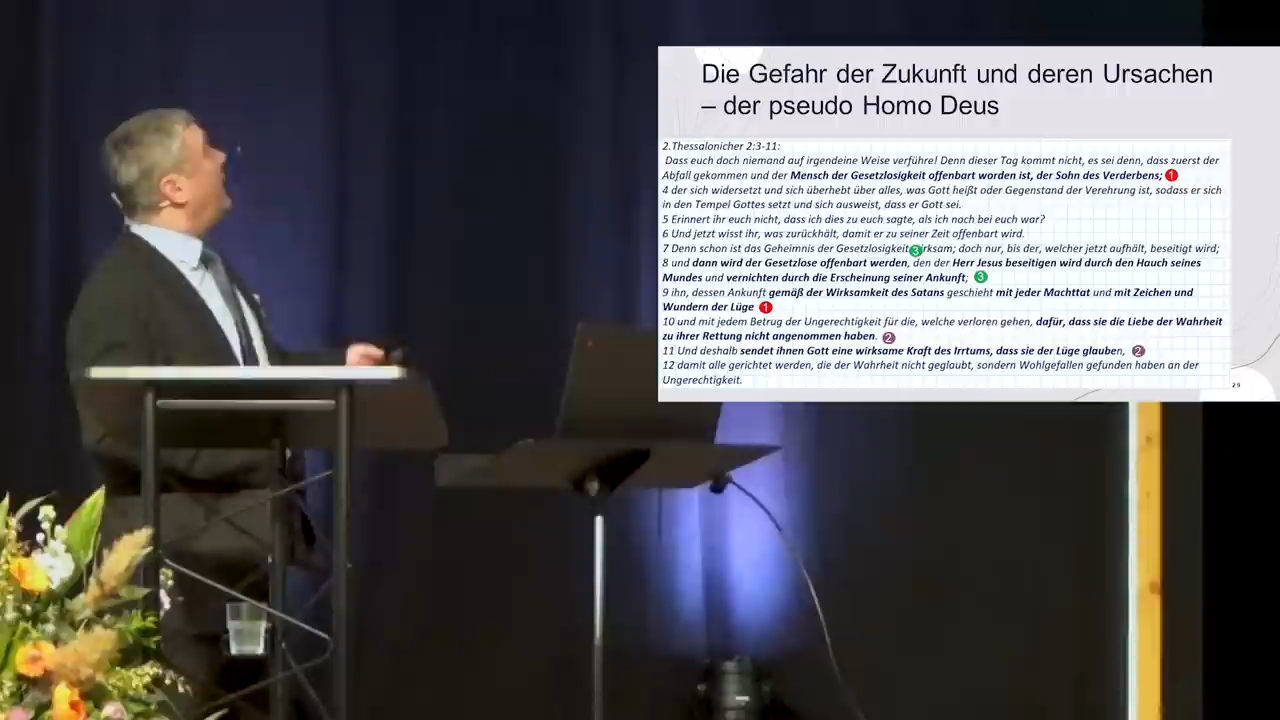 Die Gefahr der Zukunft und deren Ursachen
– der pseudo Homo Deus
2.Thessalonicher 2:3-11:
Dass euch doch niemand auf irgendeine Weise verführe! Denn dieser Tag kommt nicht, es sei denn, dass zuerst der
Abfall gekommen und der Mensch der Gesetzlosigkeit offenbart worden ist, der Sohn des Verderbens; 1
4 der sich widersetzt und sich überhebt über alles, was Gott heißt oder Gegenstand der Verehrung ist, sodass er sich
in den Tempel Gottes setzt und sich ausweist, dass er Gott sei.
5 Erinnert ihr euch nicht, dass ich dies zu euch sagte, als ich noch bei euch war?
6 Und jetzt wisst ihr, was zurückhält, damit er zu seiner Zeit offenbart wird.
7 Denn schon ist das Geheimnis der Gesetzlosigkeit 3 wirksam; doch nur, bis der, welcher jetzt aufhält, beseitigt wird;
8 und dann wird der Gesetzlose offenbart werden, den der Herr Jesus beseitigen wird durch den Hauch seines
Mundes und vernichten durch die Erscheinung seiner Ankunft; 3
9 ihn, dessen Ankunft gemäß der Wirksamkeit des Satans geschieht mit jeder Machttat und mit Zeichen und
Wundern der Lüge 1
10 und mit jedem Betrug der Ungerechtigkeit für die, welche verloren gehen, dafür, dass sie die Liebe der Wahrheit
zu ihrer Rettung nicht angenommen haben. 2
11 Und deshalb sendet ihnen Gott eine wirksame Kraft des Irrtums, dass sie der Lüge glauben, 2
12 damit alle gerichtet werden, die der Wahrheit nicht geglaubt, sondern Wohlgefallen gefunden haben an der
Ungerechtigkeit.
29